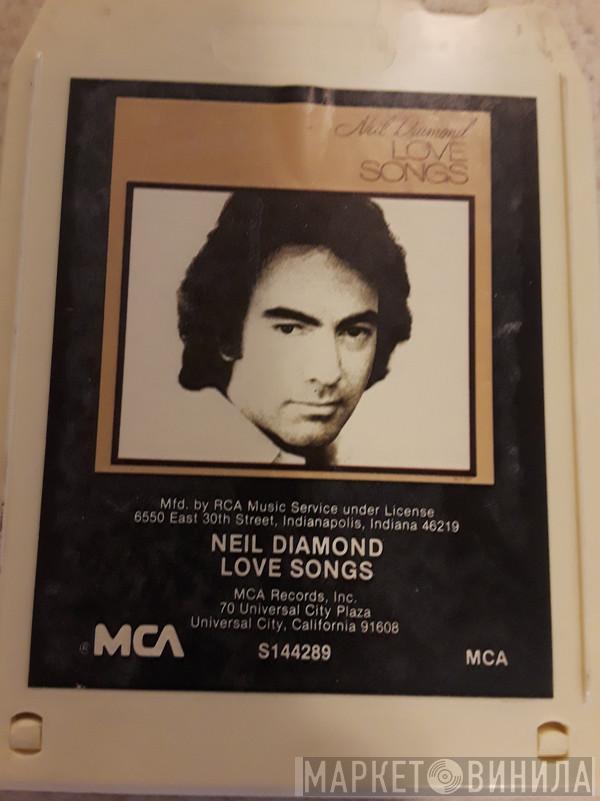 Neil Diamond
LOVE
SONGS
Mfd. by RCA Music Service under License
6550 East 30th Street, Indianapolis, Indiana 46219
NEIL DIAMOND
LOVE SONGS
MCA Records, Inc.
70 Universal City Plaza
Universal City, California 91608
® MCA S144289 MCA
МАРКЕТ ВИНИЛА